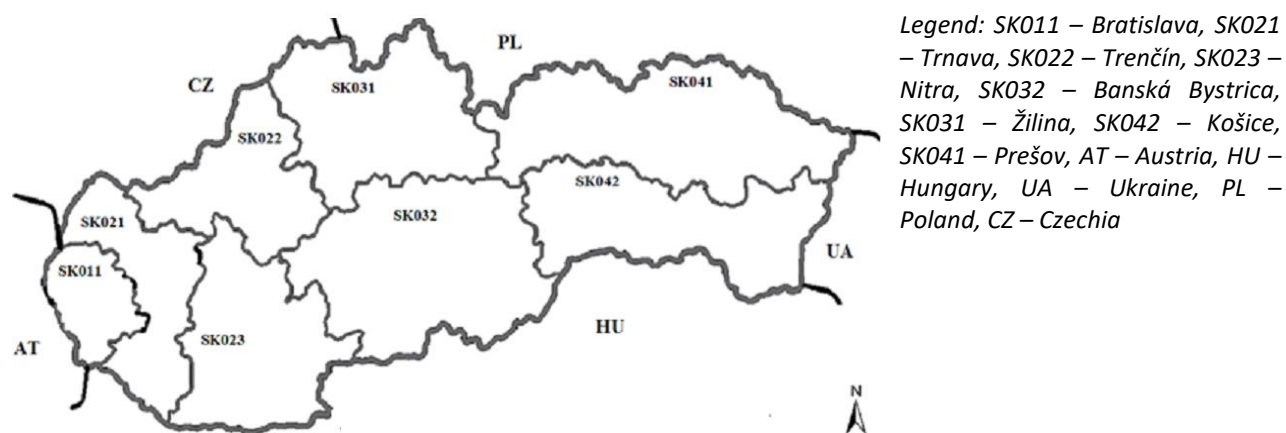 PL
CZ
SK031
SK041
SK022
SK042
SK021
SK032
UA
SK011
HU
SK023
AT
N
Legend: SK011 – Bratislava, SK021
– Trnava, SK022 – Trenčín, SK023 –
Nitra, SK032 – Banská Bystrica,
SK031 – Žilina, SK042 – Košice,
SK041 – Prešov, AT – Austria, HU –
Hungary, UA – Ukraine, PL –
Poland, CZ – Czechia